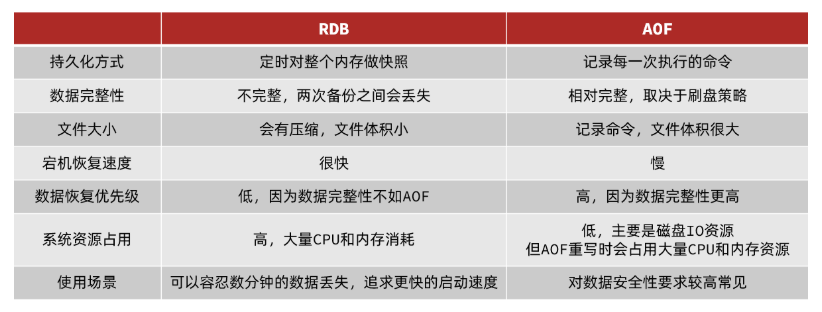 RDB AOF
持久化方式 定时对整个内存做快照 记录每一次执行的命令
数据完整性 不完整，两次备份之间会丢失 相对完整，取决于刷盘策略
文件大小 会有压缩，文件体积小 记录命令，文件体积很大
宕机恢复速度 很快 慢
数据恢复优先级 低，因为数据完整性不如AOF 高，因为数据完整性更高
系统资源占用 高，大量CPU和内存消耗 低，主要是磁盘IO资源
但AOF重写时会占用大量CPU和内存资源
使用场景 可以容忍数分钟的数据丢失，追求更快的启动速度 对数据安全性要求较高常见